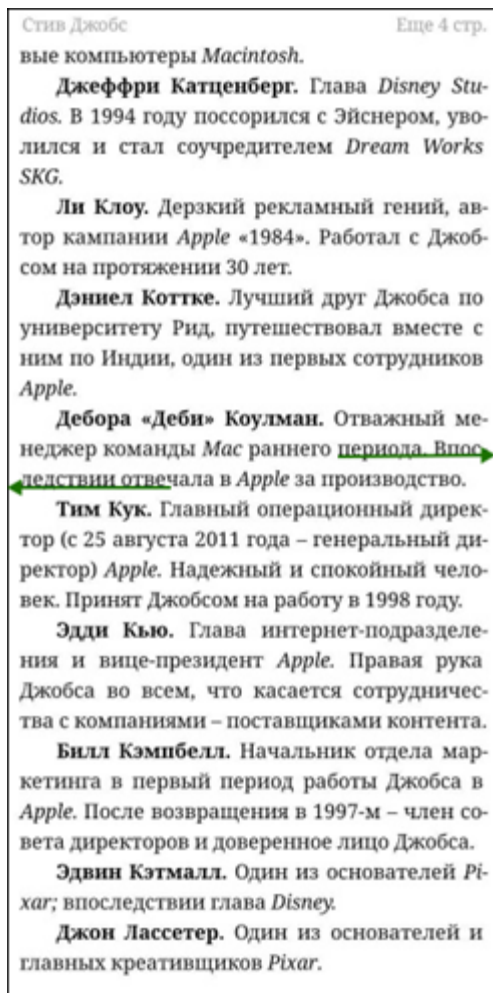 Стив Джобс Еще 4 стр.
вые компьютеры Macintosh.
Джеффри Катценберг. Глава Disney Stu-
dios. В 1994 году поссорился с Эйснером, уво-
лился и стал соучредителем Dream Works
SKG.
Ли Клоу. Дерзкий рекламный гений, ав-
тор кампании Apple «1984». Работал с Джоб-
сом на протяжении 30 лет.
Дэниел Коттке. Лучший друг Джобса по
университету Рид, путешествовал вместе с
ним по Индии, один из первых сотрудников
Apple.
Дебора «Деби» Коулман. Отважный ме-
неджер команды Mac раннего периода. Впос-
ледствии отвечала в Apple за производство.
Тим Кук. Главный операционный дирек-
тор (с 25 августа 2011 года – генеральный ди-
ректор) Apple. Надежный и спокойный чело-
век. Принят Джобсом на работу в 1998 году.
Эдди Кью. Глава интернет-подразделе-
ния и вице-президент Apple. Правая рука
Джобса во всем, что касается сотрудничес-
тва с компаниями – поставщиками контента.
Билл Кэмпбелл. Начальник отдела мар-
кетинга в первый период работы Джобса в
Apple. После возвращения в 1997-м – член со-
вета директоров и доверенное лицо Джобса.
Эдвин Кэтмалл. Один из основателей Pi-
xar; впоследствии глава Disney.
Джон Лассетер. Один из основателей и
главных креативщиков Pixar.